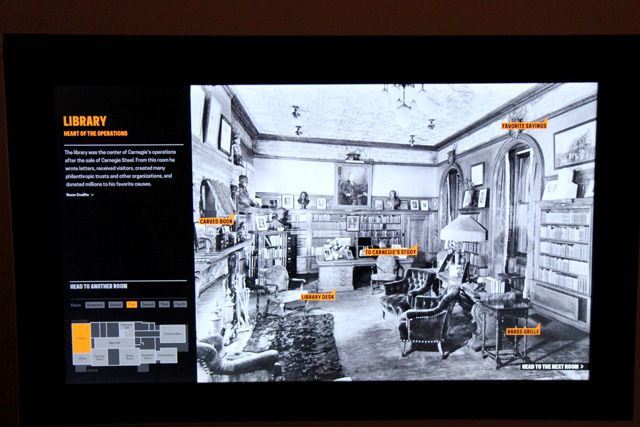 LIBRARY
HEART OF THE OPERATIONS
The library was the center of Carnegie's operations
after the sale of Carnegie Steel. From this room he
wrote letters, received visitors, created many
philanthropic trusts and other organizations, and
donated millions to his favorite causes.
HEAD TO ANOTHER ROOM
FAVORITE SAYINGS
CARVED BOOK
TO CARNEGIE'S STUDY
LIBRARY DESK
BRASS GRILLE
HEAD TO THE NEXT ROOM >